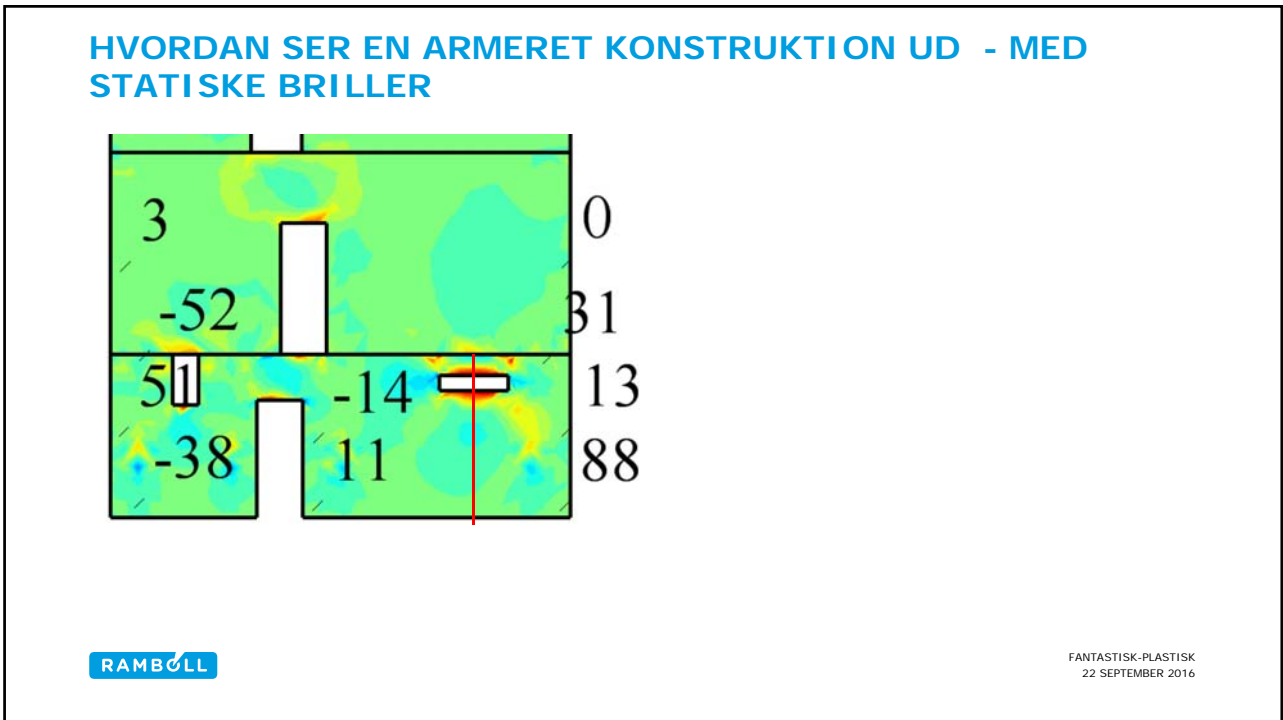 HVORDAN SER EN ARMERET KONSTRUKTION UD - MED
STATISKE BRILLER
3
0
-52
31
51
-14
13
-38
11
88
RAMBOLL
FANTASTISK-PLASTISK
22 SEPTEMBER 2016